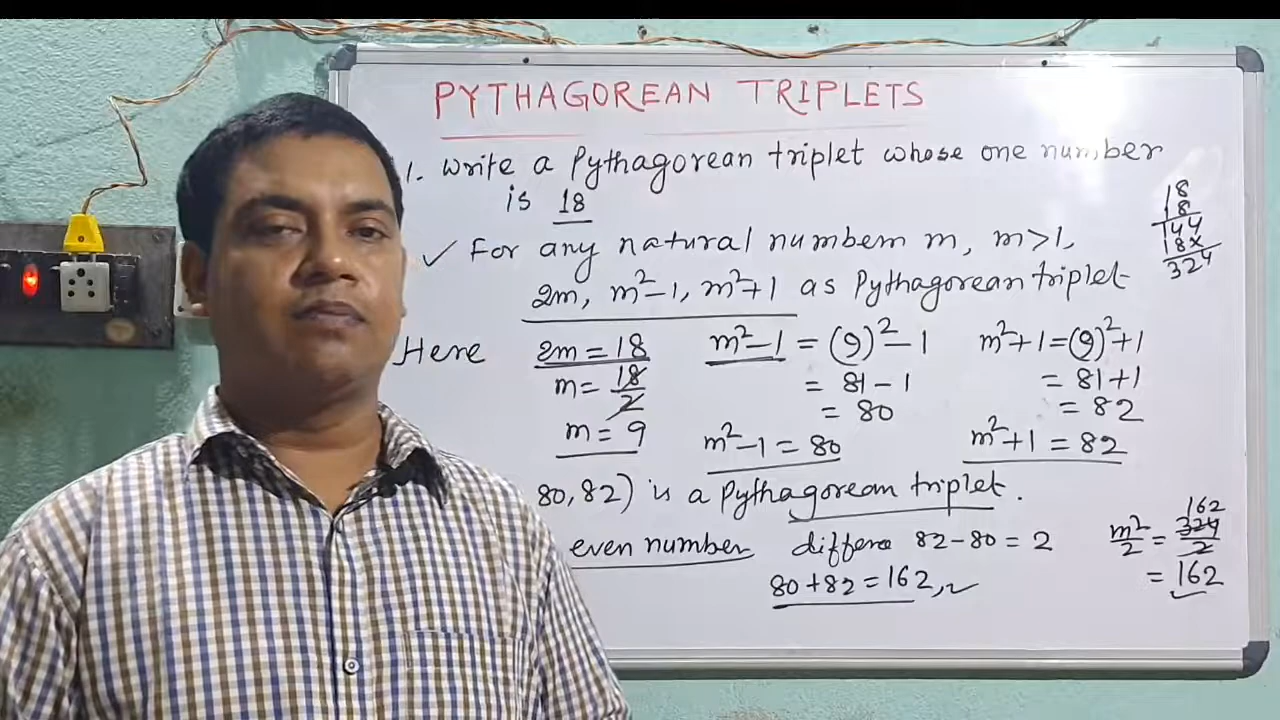 PYTHAGOREAN TRIPLETS
1. Write a Pythagorean triplet whose one number
is 18
18
18
144
18x
324
✓ For any natural number m, m>1,
2m, m²-1, m²+1 as Pythagorean triplet
Here 2m = 18
m = 18/2
m = 9
m²-1 = (9)²-1
= 81-1
= 80
m²-1 = 80
m²+1=(9)²+1
= 81+1
= 82
m²+1 = 82
80, 82) is a Pythagorean triplet.
even number differe 82-80 = 2
80+82=162,
m²/2 = 324/2 162
= 162